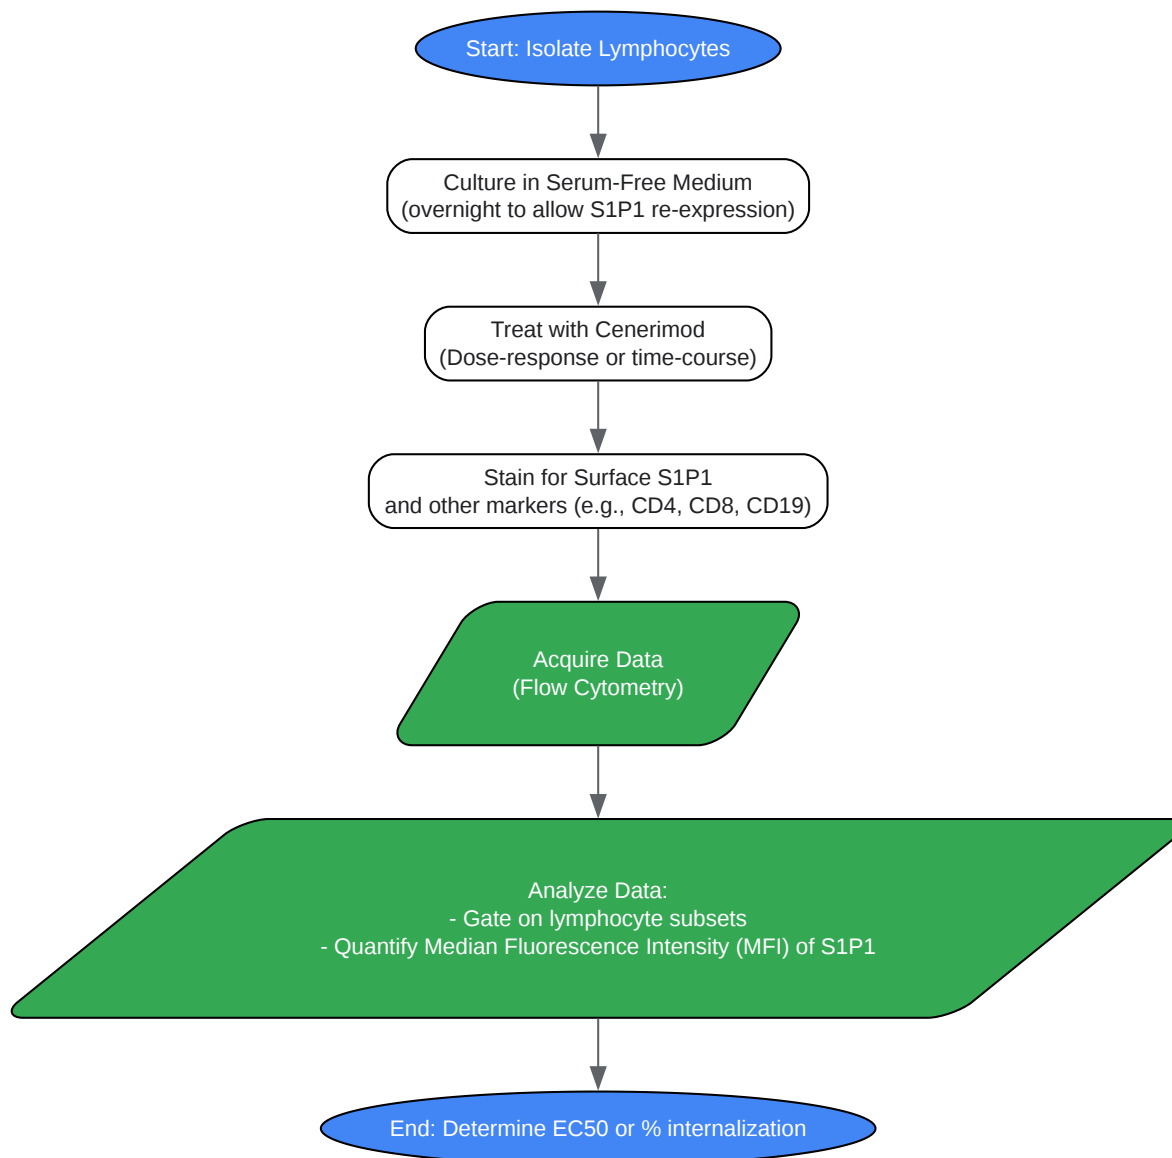 Start: Isolate Lymphocytes
Culture in Serum-Free Medium
(overnight to allow S1P1 re-expression)
Treat with Cenerimod
(Dose-response or time-course)
Stain for Surface S1P1
and other markers (e.g., CD4, CD8, CD19)
Acquire Data
(Flow Cytometry)
Analyze Data:
- Gate on lymphocyte subsets
- Quantify Median Fluorescence Intensity (MFI) of S1P1
End: Determine EC50 or % internalization